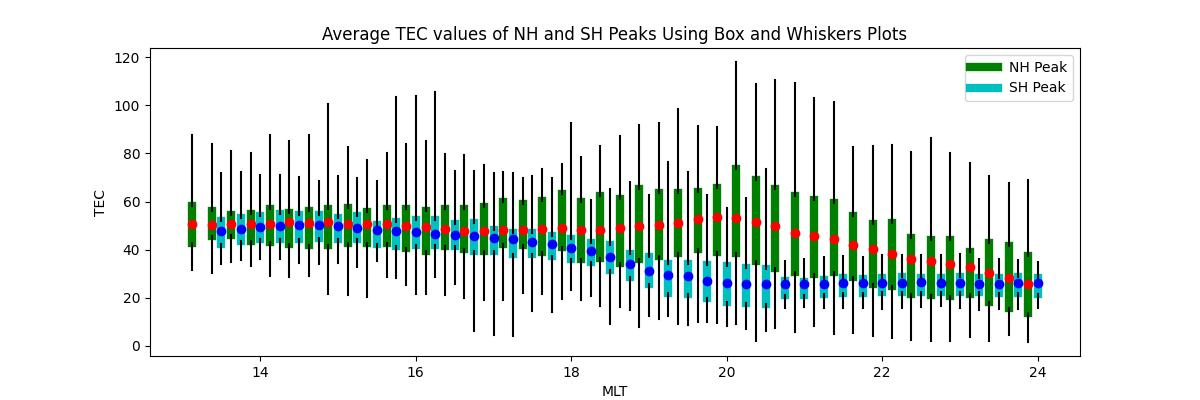 Average TEC values of NH and SH Peaks Using Box and Whiskers Plots
NH Peak
SH Peak
TEC
120
100
80
60
40
20
0
14 16 18 20 22 24
MLT